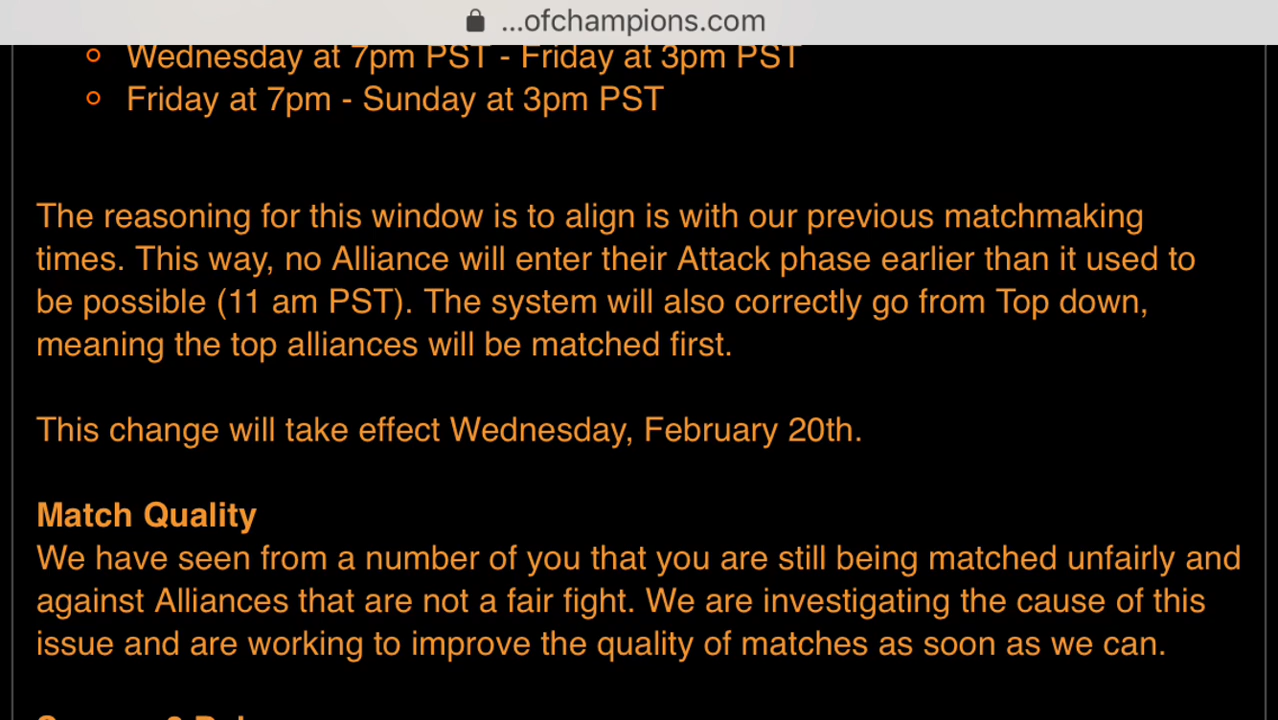 ...ofchampions.com
Wednesday at 7pm PST - Friday at 3pm PST
Friday at 7pm - Sunday at 3pm PST
The reasoning for this window is to align is with our previous matchmaking
times. This way, no Alliance will enter their Attack phase earlier than it used to
be possible (11 am PST). The system will also correctly go from Top down,
meaning the top alliances will be matched first.
This change will take effect Wednesday, February 20th.
Match Quality
We have seen from a number of you that you are still being matched unfairly and
against Alliances that are not a fair fight. We are investigating the cause of this
issue and are working to improve the quality of matches as soon as we can.